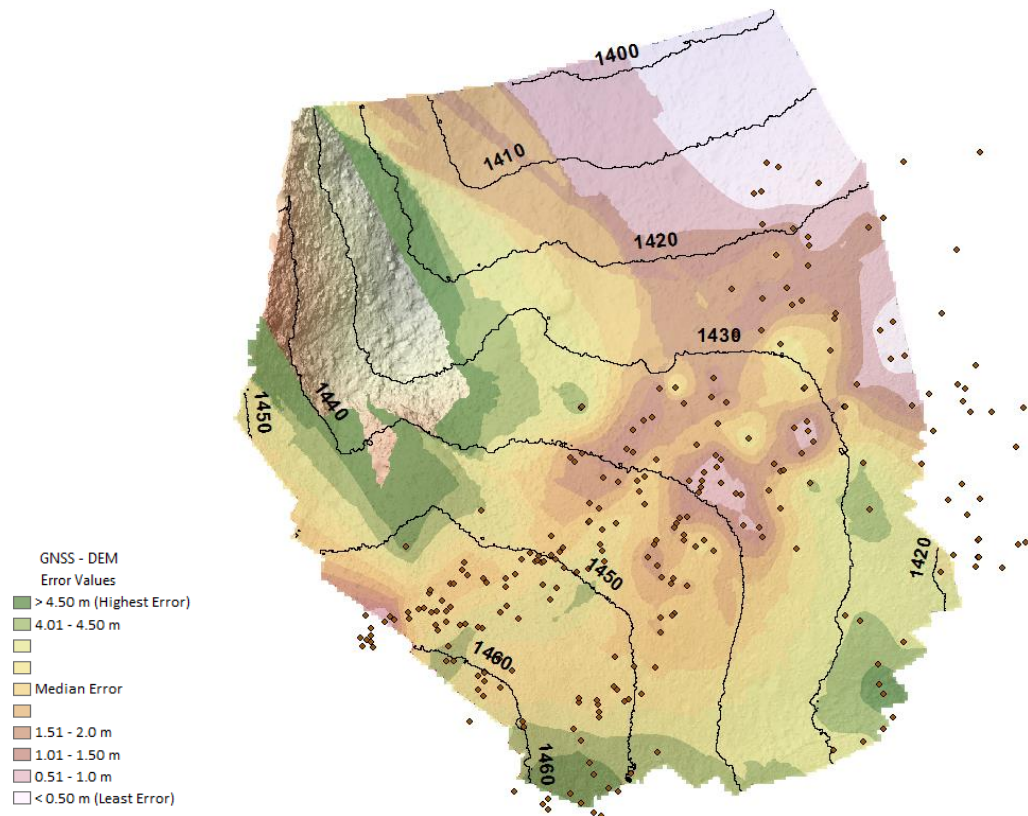 1400
1410
1420
1430
1440
1450
1420
1450
1460
1460
GNSS - DEM
Error Values
> 4.50 m (Highest Error)
4.01 - 4.50 m
Median Error
1.51 - 2.0 m
1.01 - 1.50 m
0.51 - 1.0 m
< 0.50 m (Least Error)